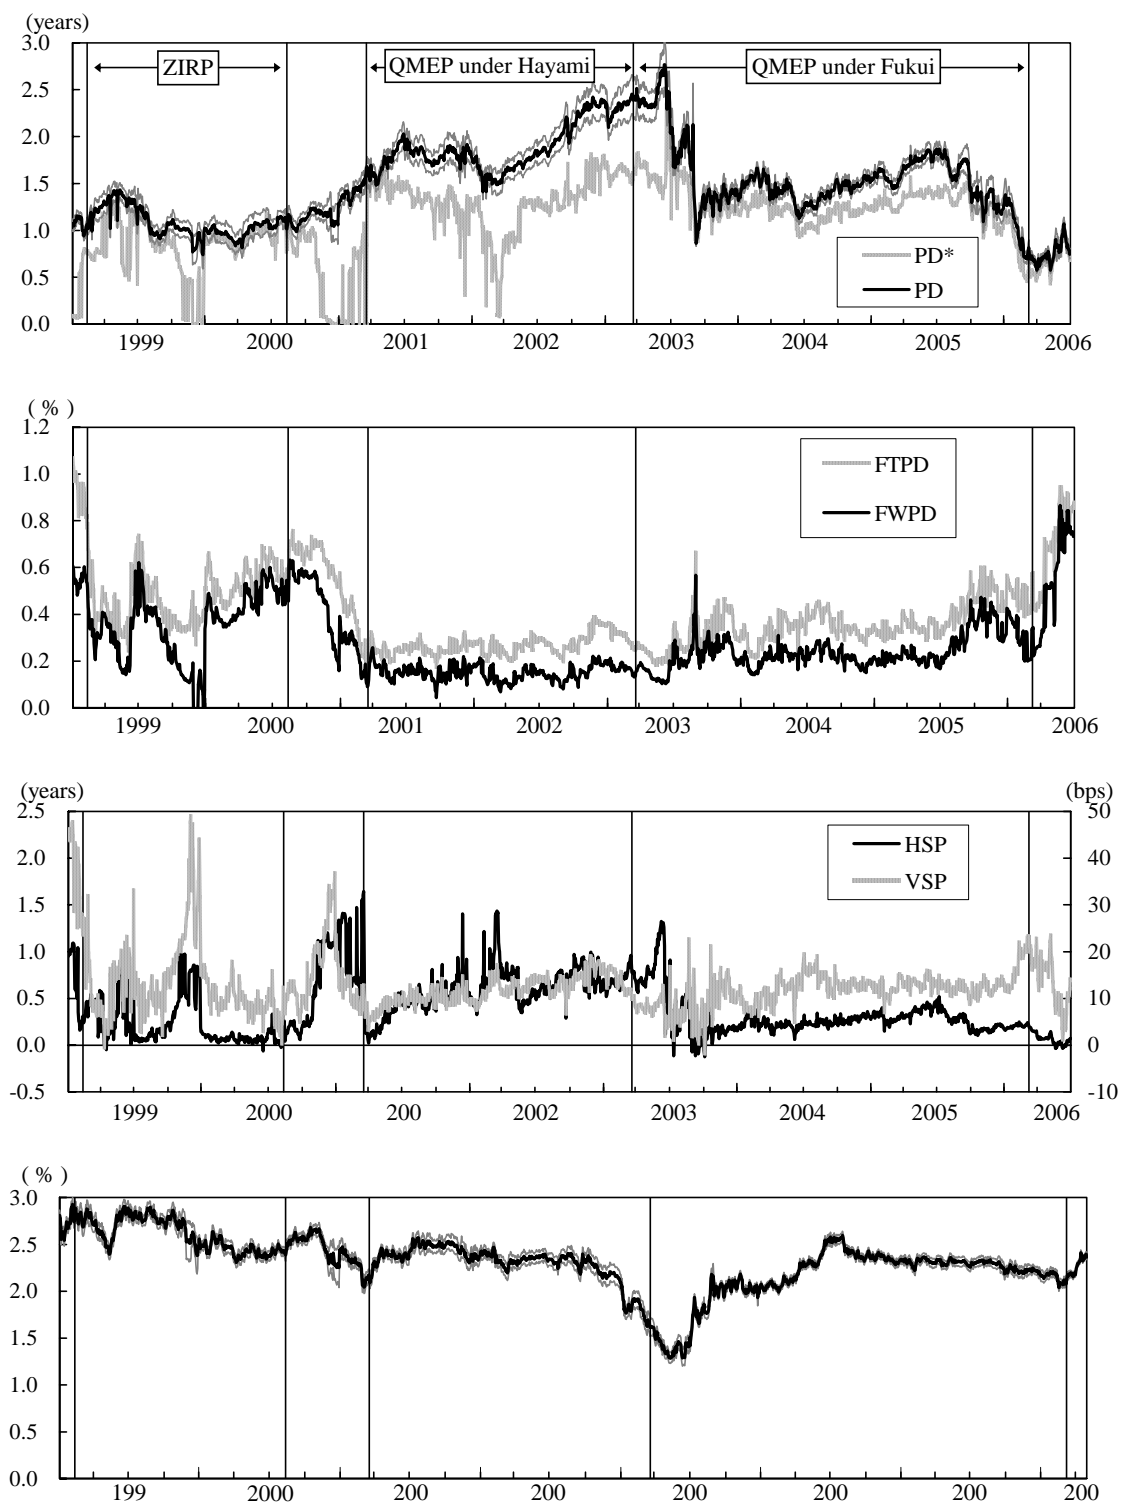 (years)
3.0
ZIRP
QMEP under Hayami
QMEP under Fukui
2.5
2.0
1.5
1.0
PD*
0.5
PD
0.0
1999 2000 2001 2002 2003 2004 2005 2006
( % )
1.2
1.0
FTPD
0.8
FWPD
0.6
0.4
0.2
0.0
1999 2000 2001 2002 2003 2004 2005 2006
(years) (bps)
2.5 50
HSP
2.0 40
VSP
1.5 30
1.0 20
0.5 10
0.0 0
-0.5 -10
1999 2000 200 2002 2003 2004 2005 2006
( % )
3.0
2.5
2.0
1.5
1.0
0.5
0.0
199 2000 200 200 200 200 200 200